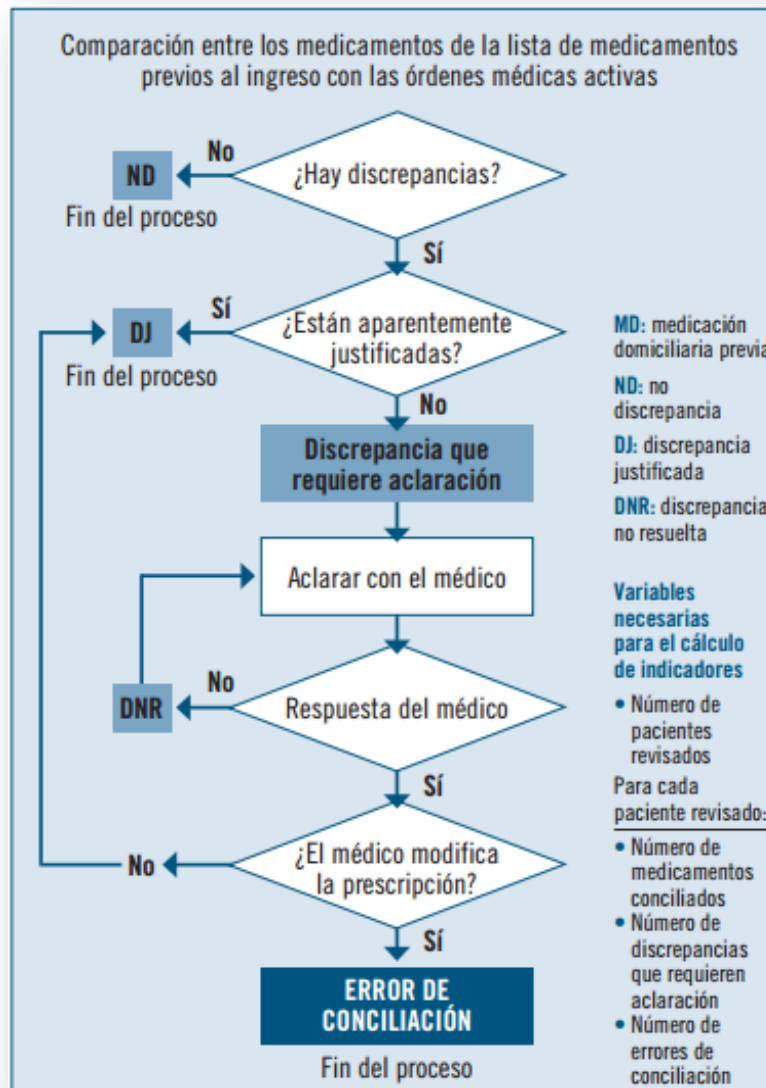 Comparación entre los medicamentos de la lista de medicamentos
previos al ingreso con las órdenes médicas activas
¿Hay discrepancias?
No
ND
Fin del proceso
Sí
¿Están aparentemente
justificadas?
Sí
DJ
Fin del proceso
No
Discrepancia que
requiere aclaración
Aclarar con el médico
Respuesta del médico
No
DNR
Sí
¿El médico modifica
la prescripción?
No
Sí
ERROR DE
CONCILIACIÓN
Fin del proceso
MD: medicación
domiciliaria previa
ND: no
discrepancia
DJ: discrepancia
justificada
DNR: discrepancia
no resuelta
Variables
necesarias
para el cálculo
de indicadores
• Número de
pacientes
revisados
Para cada
paciente revisado:
• Número de
medicamentos
conciliados
• Número de
discrepancias
que requieren
aclaración
• Número de
errores de
conciliación